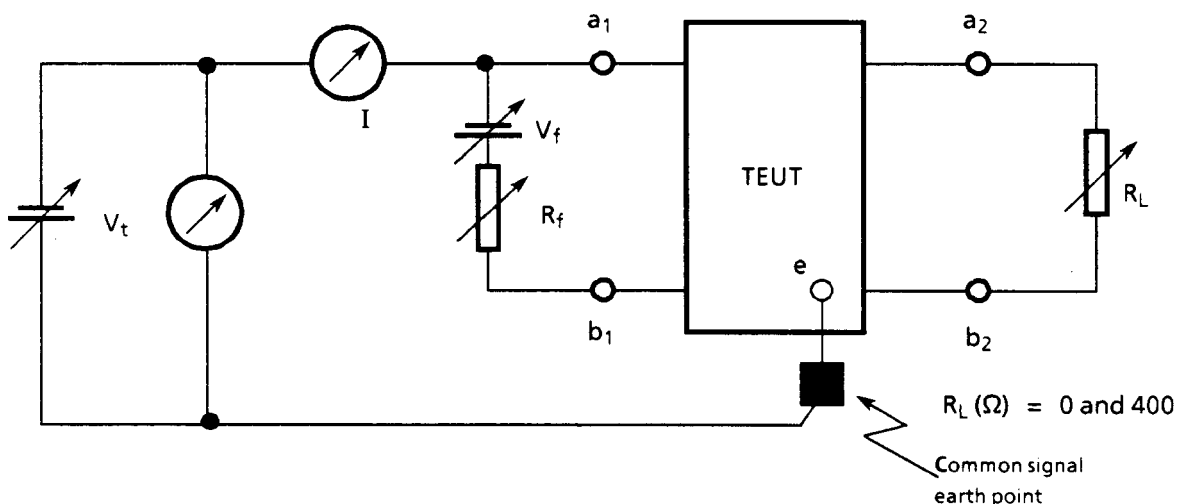 a1
a2
I
Vf
TEUT
Vt
Rf
RL
e
b1
b2
RL (Ω) = 0 and 400
Common signal
earth point